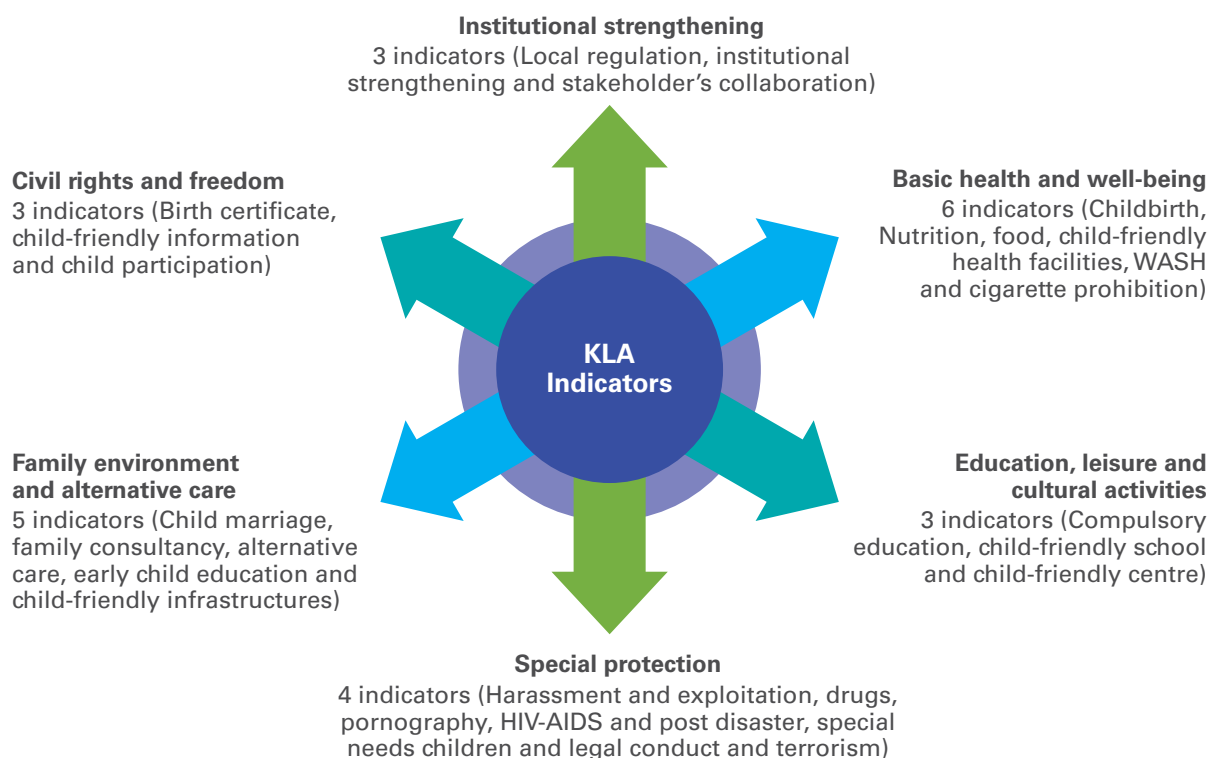 Institutional strengthening
3 indicators (Local regulation, institutional
strengthening and stakeholder’s collaboration)
Civil rights and freedom
3 indicators (Birth certificate,
child-friendly information
and child participation)
Basic health and well-being
6 indicators (Childbirth,
Nutrition, food, child-friendly
health facilities, WASH
and cigarette prohibition)
KLA
Indicators
Family environment
and alternative care
5 indicators (Child marriage,
family consultancy, alternative
care, early child education and
child-friendly infrastructures)
Education, leisure and
cultural activities
3 indicators (Compulsory
education, child-friendly school
and child-friendly centre)
Special protection
4 indicators (Harassment and exploitation, drugs,
pornography, HIV-AIDS and post disaster, special
needs children and legal conduct and terrorism)